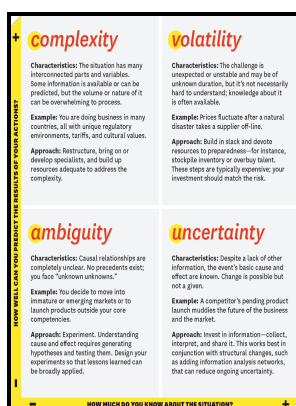 +
complexity
Characteristics: The situation has many
interconnected parts and variables.
Some information is available or can be
predicted, but the volume or nature of it
can be overwhelming to process.
Example: You are doing business in many
countries, all with unique regulatory
environments, tariffs, and cultural values.
Approach: Restructure, bring on or
develop specialists, and build up
resources adequate to address the
complexity.
volatility
Characteristics: The challenge is
unexpected or unstable and may be of
unknown duration, but it's not necessarily
hard to understand; knowledge about it
is often available.
Example: Prices fluctuate after a natural
disaster takes a supplier off-line.
Approach: Build in slack and devote
resources to preparedness—for instance,
stockpile inventory or overbuy talent.
These steps are typically expensive; your
investment should match the risk.
ambiguity
Characteristics: Causal relationships are
completely unclear. No precedents exist;
you face "unknown unknowns."
Example: You decide to move into
immature or emerging markets or to
launch products outside your core
competencies.
Approach: Experiment. Understanding
cause and effect requires generating
hypotheses and testing them. Design your
experiments so that lessons learned can
be broadly applied.
uncertainty
Characteristics: Despite a lack of other
information, the event's basic cause and
effect are known. Change is possible but
not a given.
Example: A competitor's pending product
launch muddies the future of the business
and the market.
Approach: Invest in information—collect,
interpret, and share it. This works best in
conjunction with structural changes, such
as adding information analysis networks,
that can reduce ongoing uncertainty.
HOW WELL CAN YOU PREDICT THE RESULTS OF YOUR ACTIONS?
–
– HOW MUCH DO YOU KNOW ABOUT THE SITUATION? +